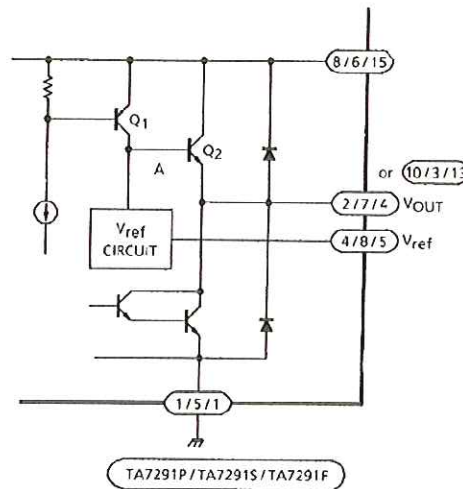 8/6/15
Q1
Q2
A
or 10/3/13
2/7/4 VOUT
Vref
CIRCUIT
4/8/5 Vref
1/5/1
TA7291P/TA7291S/TA7291F